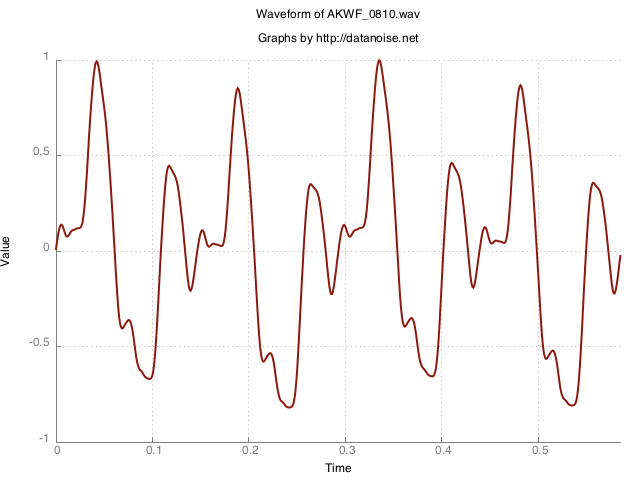 Waveform of AKWF_0810.wav
Graphs by http://datanoise.net
1
0.5
0
-0.5
-1
Value
0 0.1 0.2 0.3 0.4 0.5
Time